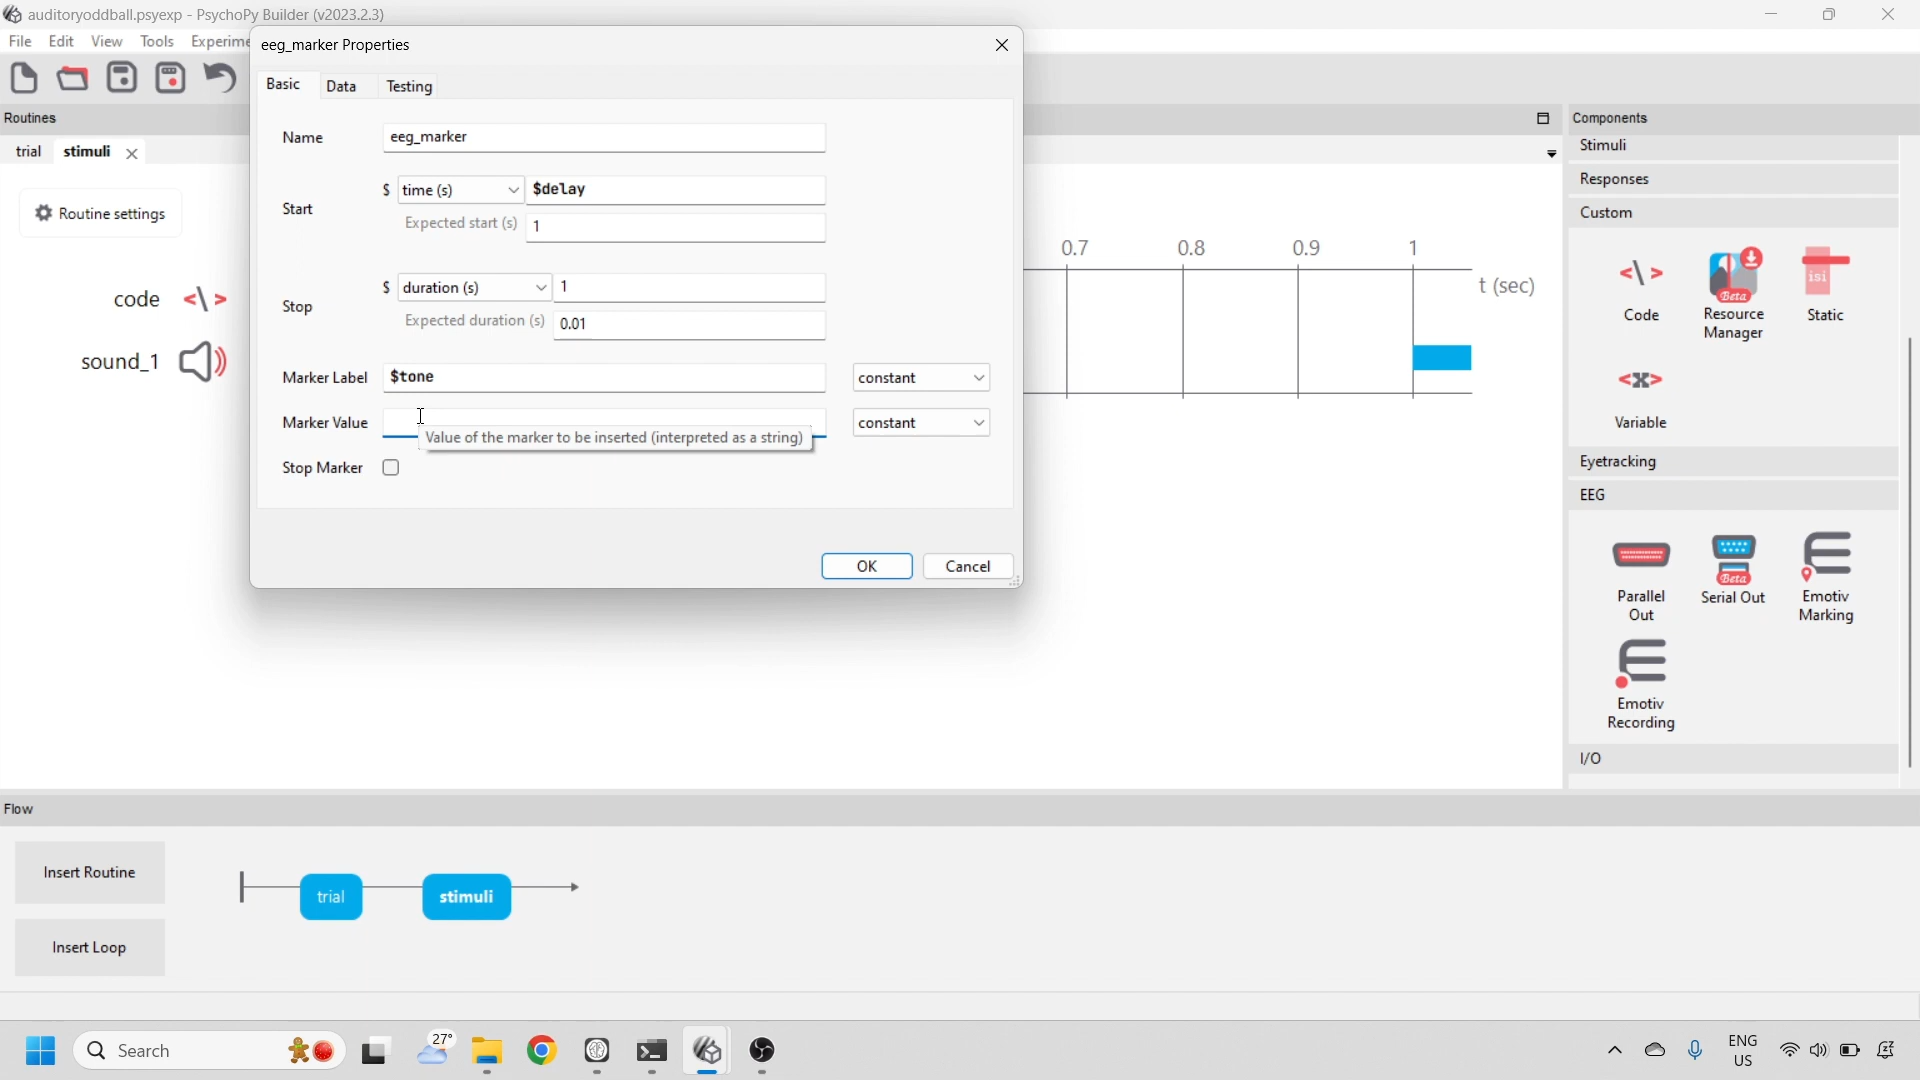 auditoryoddball.psyexp - PsychoPy Builder (v2023.2.3)
File Edit View Tools Experime
eeg_marker Properties
Basic Data Testing
Name eeg_marker
Start $ time (s) $delay
Expected start (s) 1
Stop $ duration (s) 1
Expected duration (s) 0.01
Marker Label $tone constant
Marker Value constant
Value of the marker to be inserted (interpreted as a string)
Stop Marker
OK Cancel
Routines
trial stimuli
Routine settings
code
sound_1
0.7 0.8 0.9 1
t (sec)
Components
Stimuli
Responses
Custom
Code
Beta
Resource
Manager
isi
Static
Variable
Eyetracking
EEG
Parallel
Out
Beta
Serial Out
Emotiv
Marking
Emotiv
Recording
I/O
Flow
Insert Routine
Insert Loop
trial stimuli
Search
27°
ENG
US